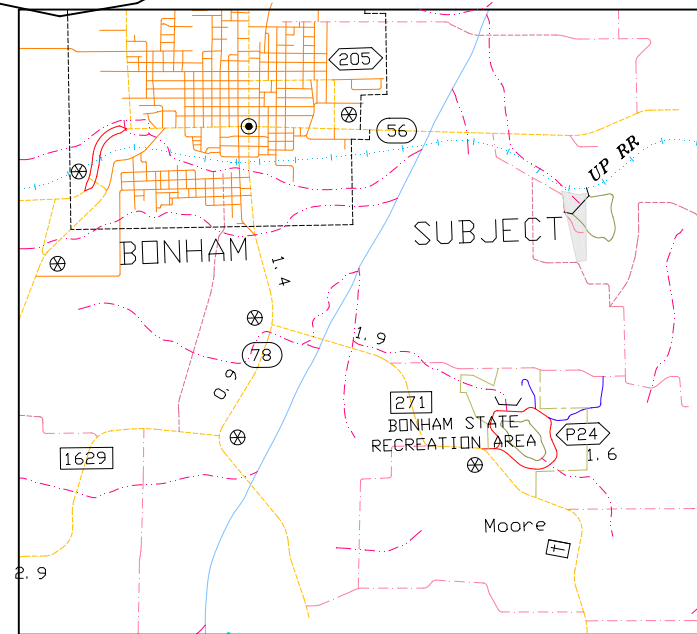 205
56
UP RR
SUBJECT
BONHAM
1.4
1.9
78
0.9
271
BONHAM STATE
RECREATION AREA
P24
1.6
1629
Moore
2.9